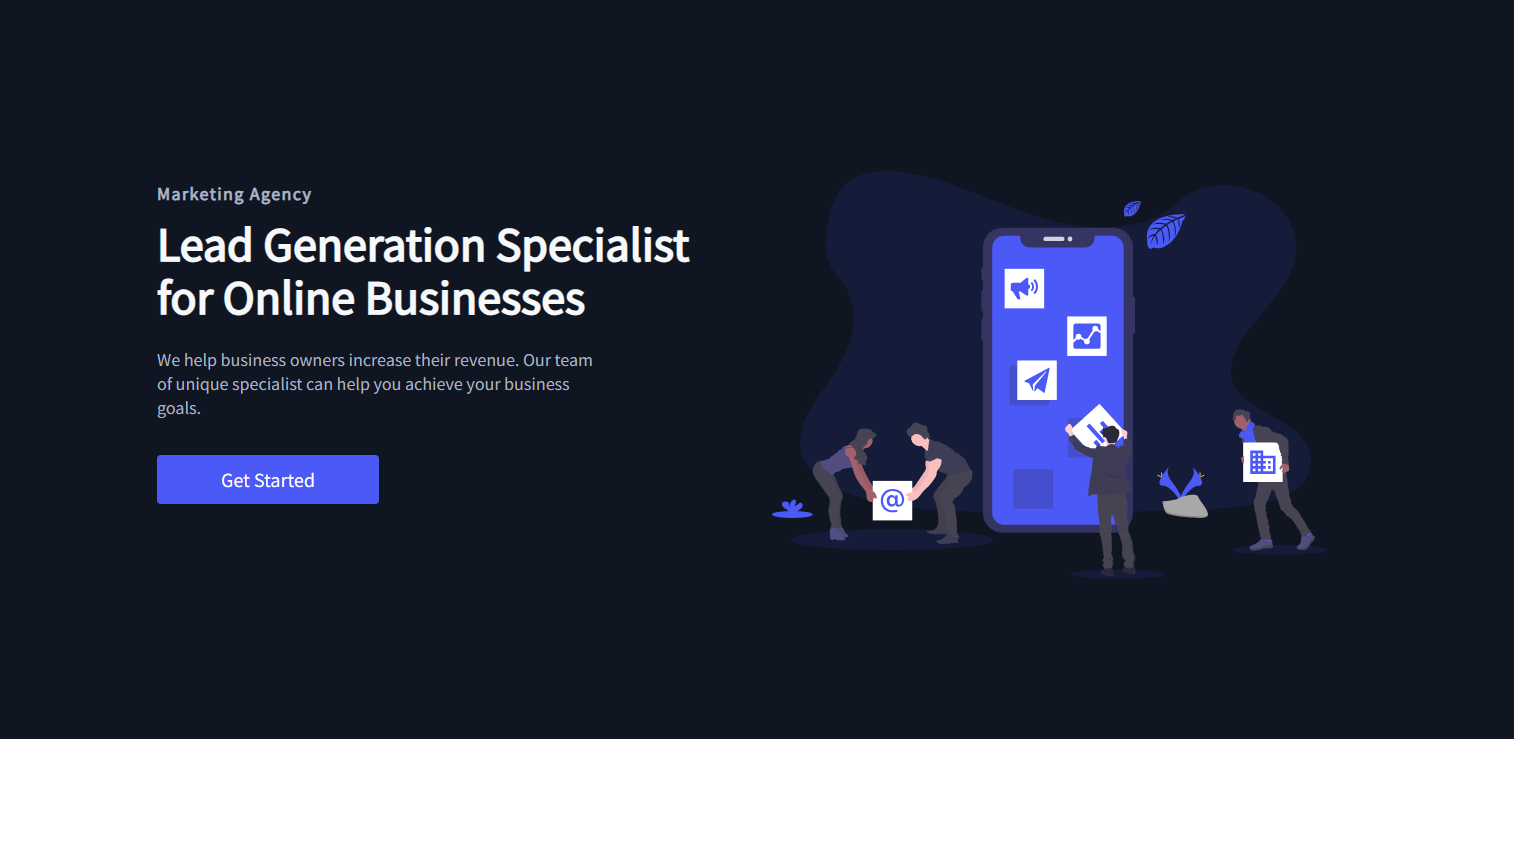 Marketing Agency
Lead Generation Specialist
for Online Businesses
We help business owners increase their revenue. Our team
of unique specialist can help you achieve your business
goals.
Get Started
@